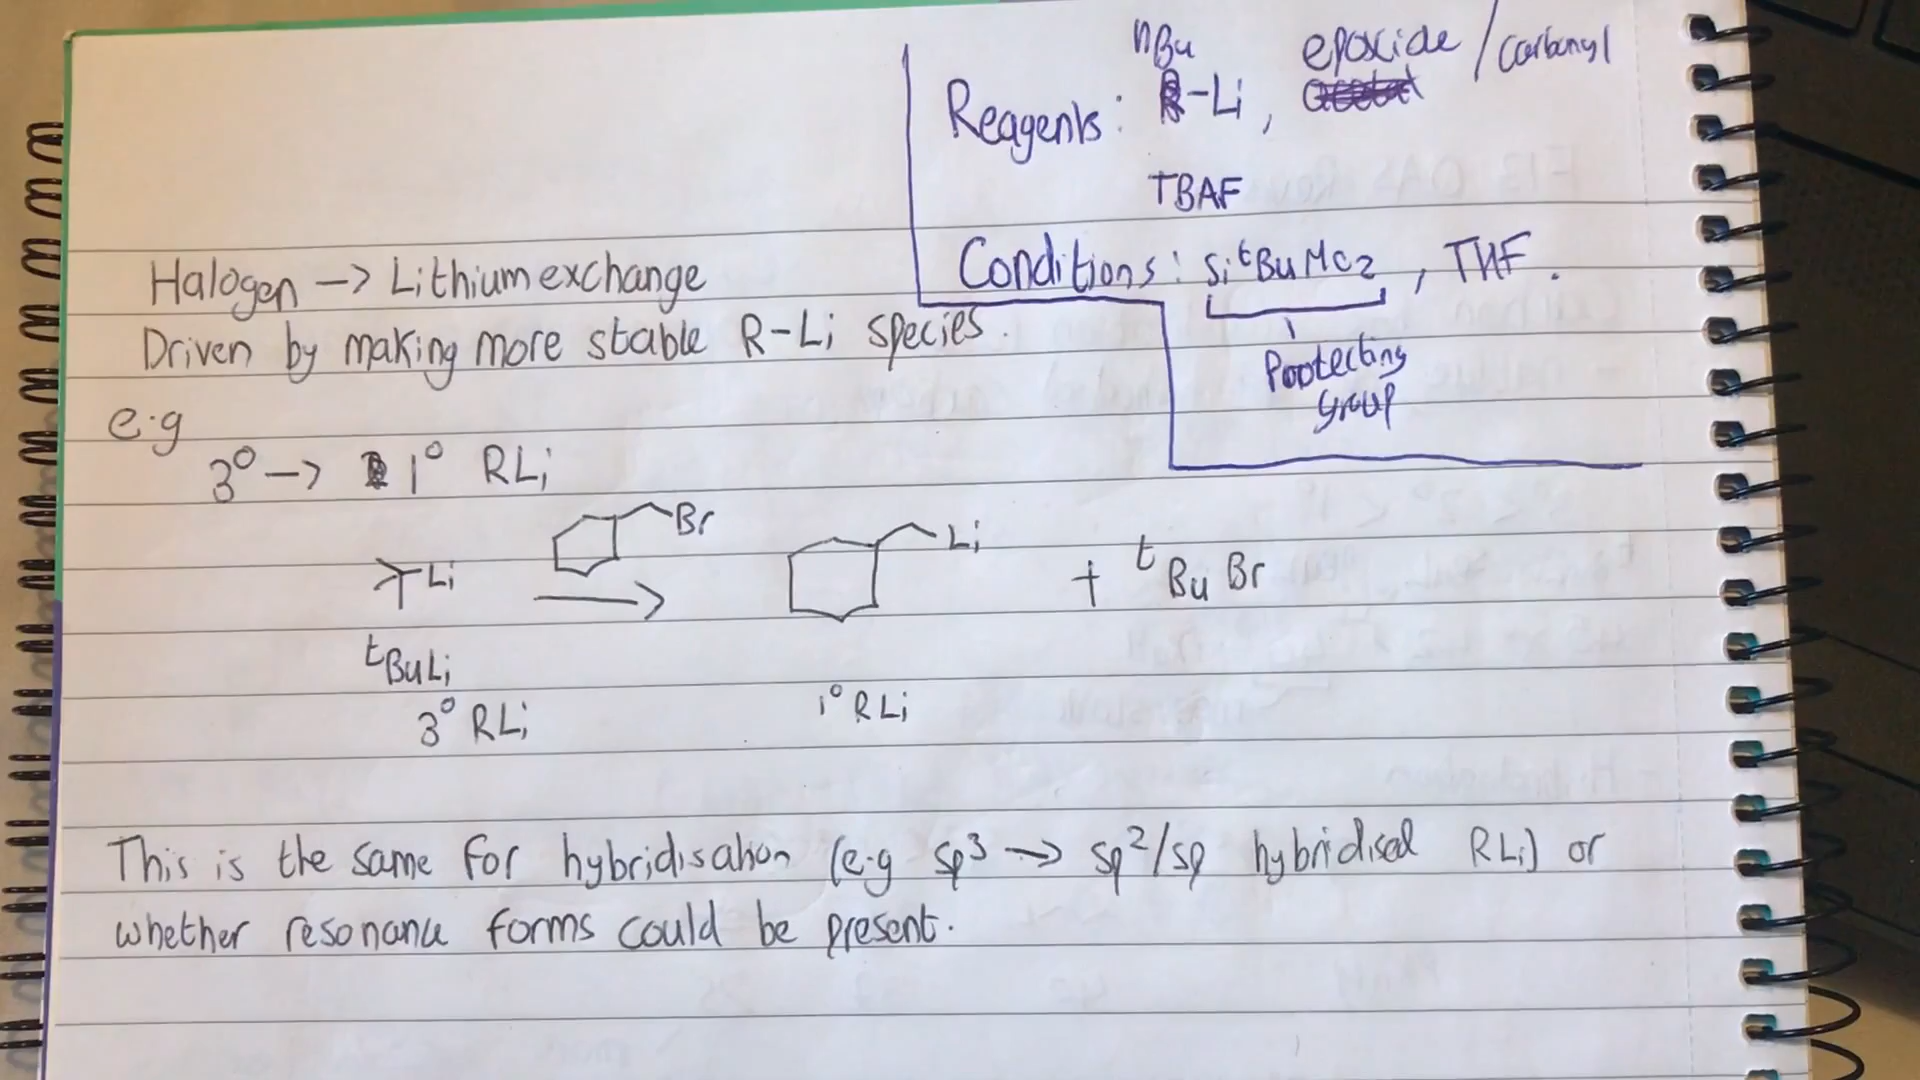 nBu epoxide / carbonyl
Reagents: -Li,
TBAF
Conditions: SitBuMe2, THF.
Protecting
group
Halogen -> Lithium exchange
Driven by making more stable R-Li species.
e.g
3° -> 1° RLi
Br
Li -> Li + tBuBr
tBuLi
3° RLi 1° RLi
This is the same for hybridisation (e.g sp3 -> sp2/sp hybridised RLi) or
whether resonance forms could be present.